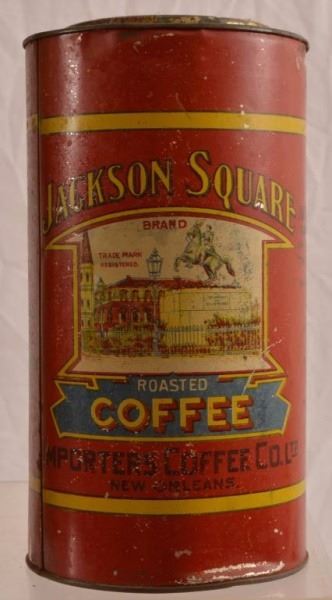 JACKSON SQUARE
BRAND
TRADE MARK
REGISTERED.
ROASTED
COFFEE
IMPORTERS COFFEE CO. LTD
NEW ORLEANS.